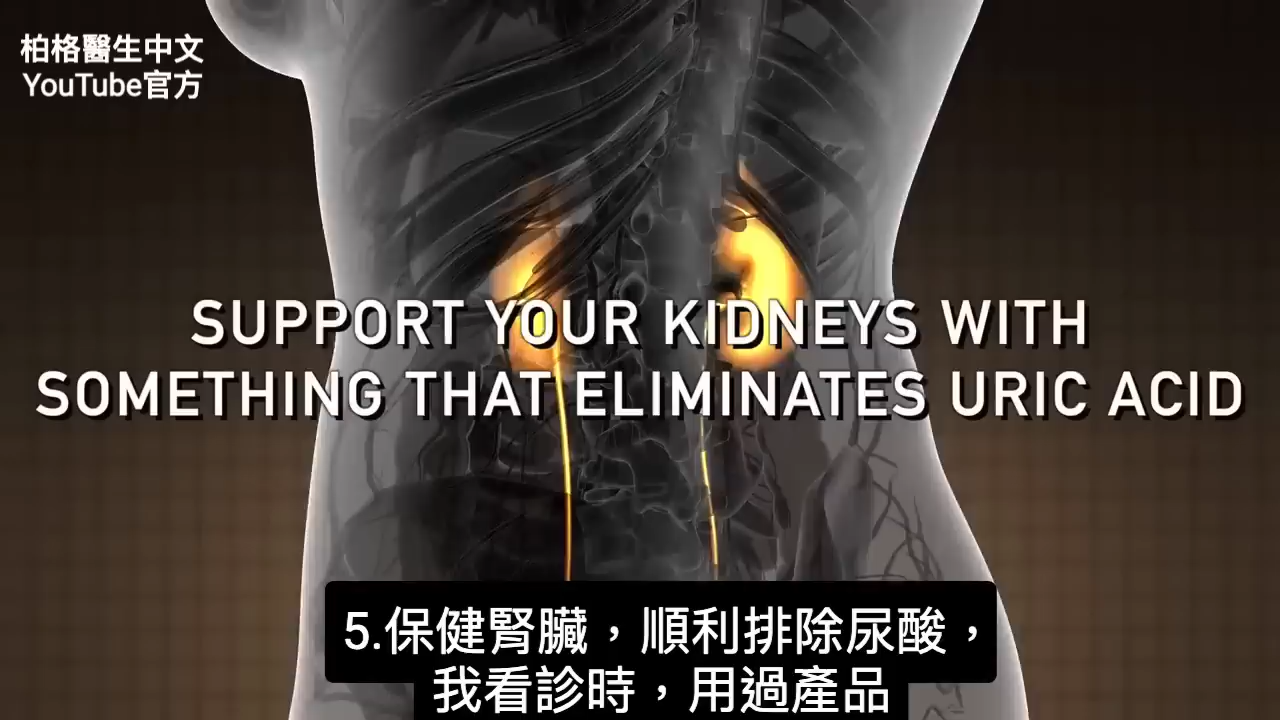 柏格醫生中文
YouTube官方
SUPPORT YOUR KIDNEYS WITH
SOMETHING THAT ELIMINATES URIC ACID
5.保健腎臟，順利排除尿酸，
我看診時，用過產品